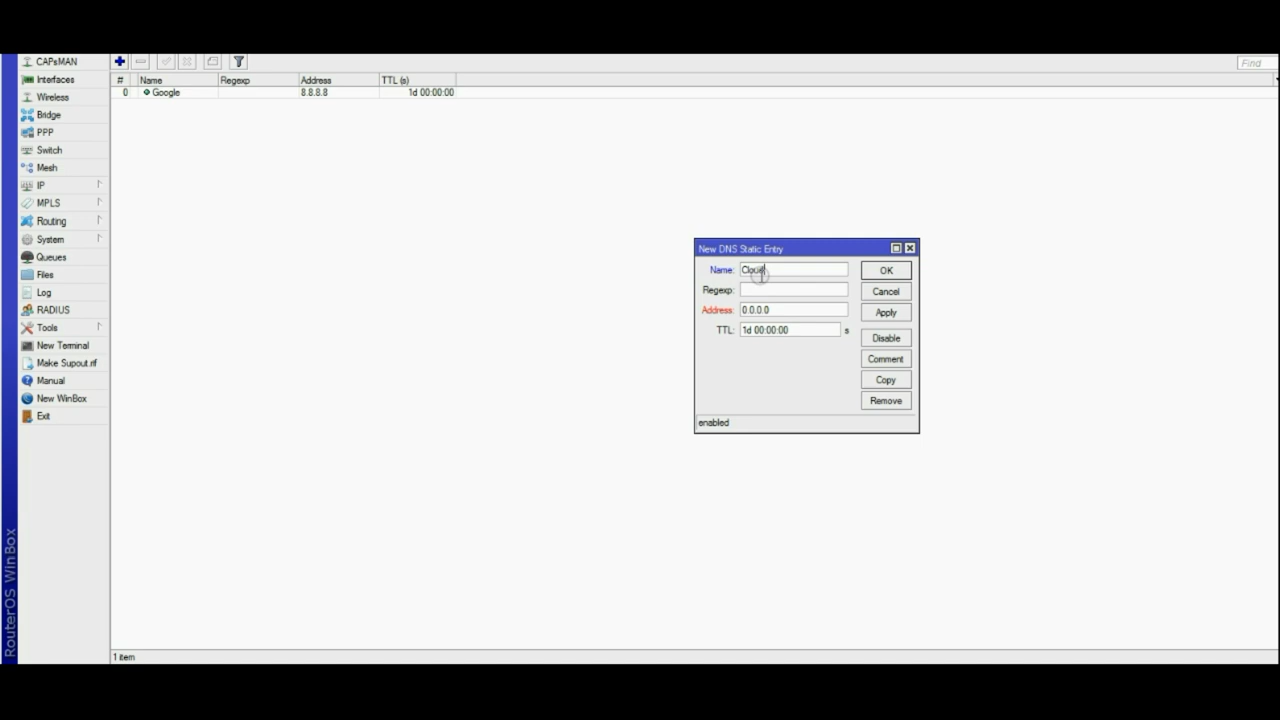 CAPsMAN
Interfaces
Wireless
Bridge
PPP
Switch
Mesh
IP
MPLS
Routing
System
Queues
Files
Log
RADIUS
Tools
New Terminal
Make Supout.rif
Manual
New WinBox
Exit
RouterOS WinBox
Find
# Name Regexp Address TTL (s)
0 Google 8.8.8.8 1d 00:00:00
New DNS Static Entry
Name:
Regexp:
Address: 0.0.0.0
TTL: 1d 00:00:00 s
OK
Cancel
Apply
Disable
Comment
Copy
Remove
enabled
1 item